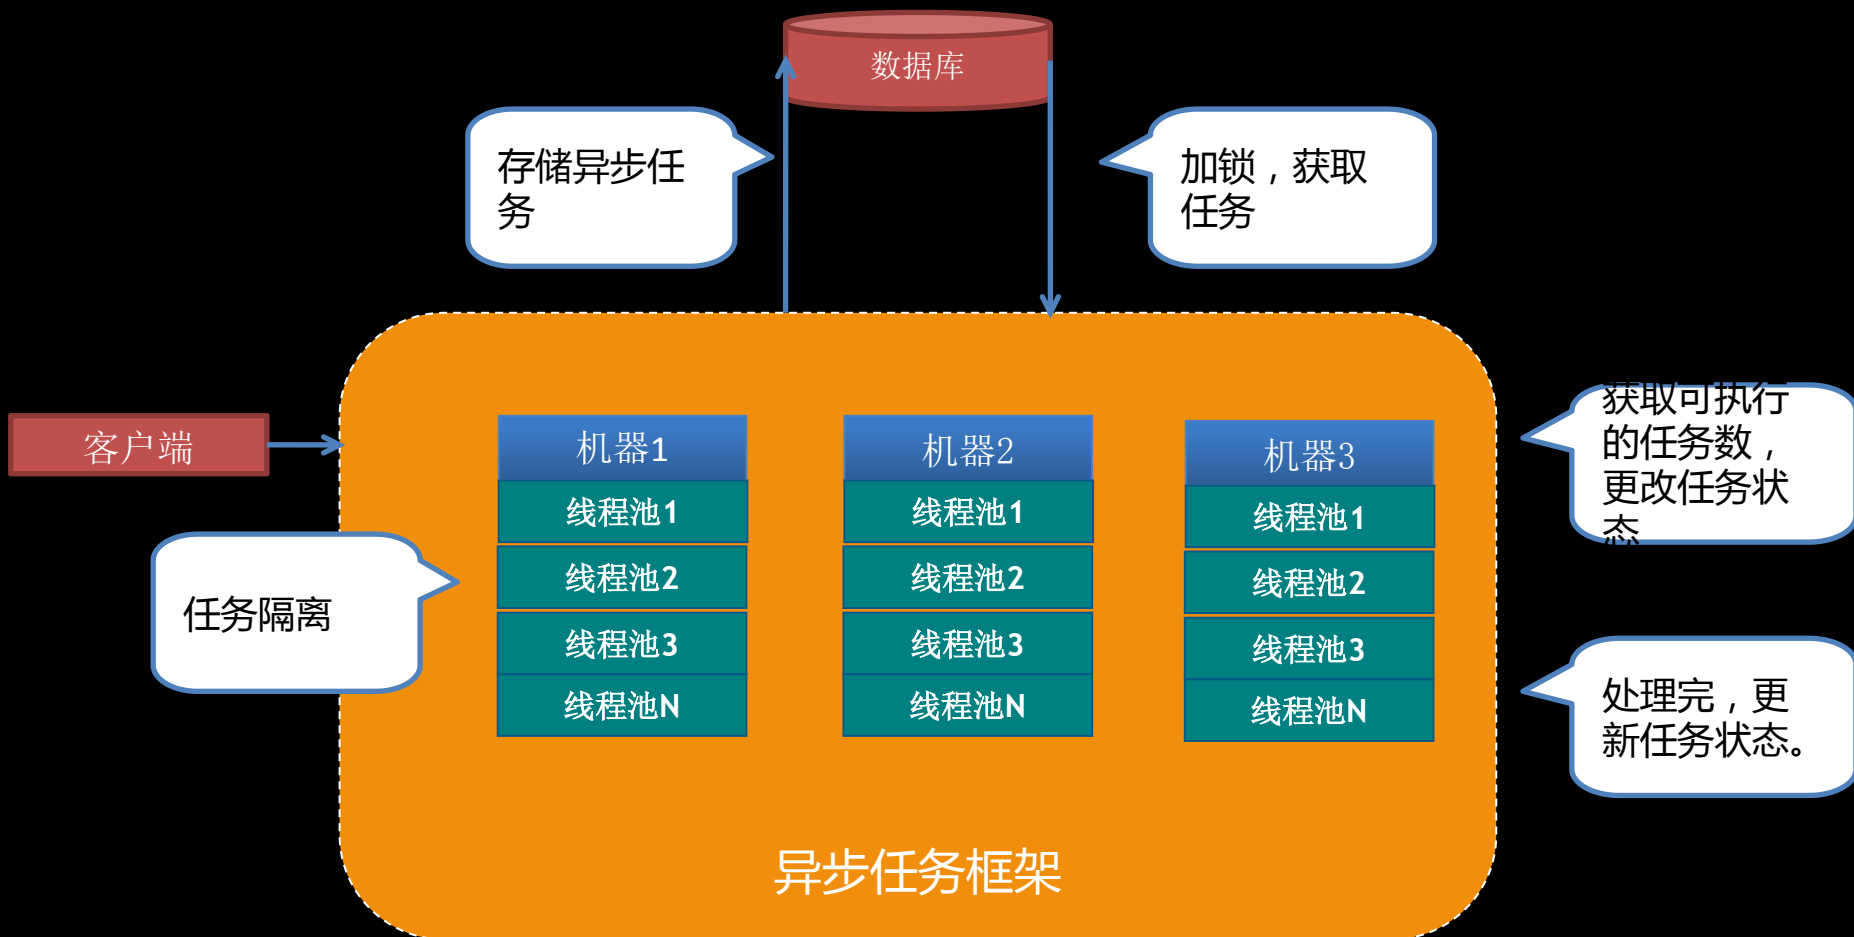 数据库
存储异步任
务
加锁，获取
任务
客户端
机器1
线程池1
线程池2
线程池3
线程池N
机器2
线程池1
线程池2
线程池3
线程池N
机器3
线程池1
线程池2
线程池3
线程池N
任务隔离
获取可执行
的任务数，
更改任务状
态
处理完，更
新任务状态。
异步任务框架